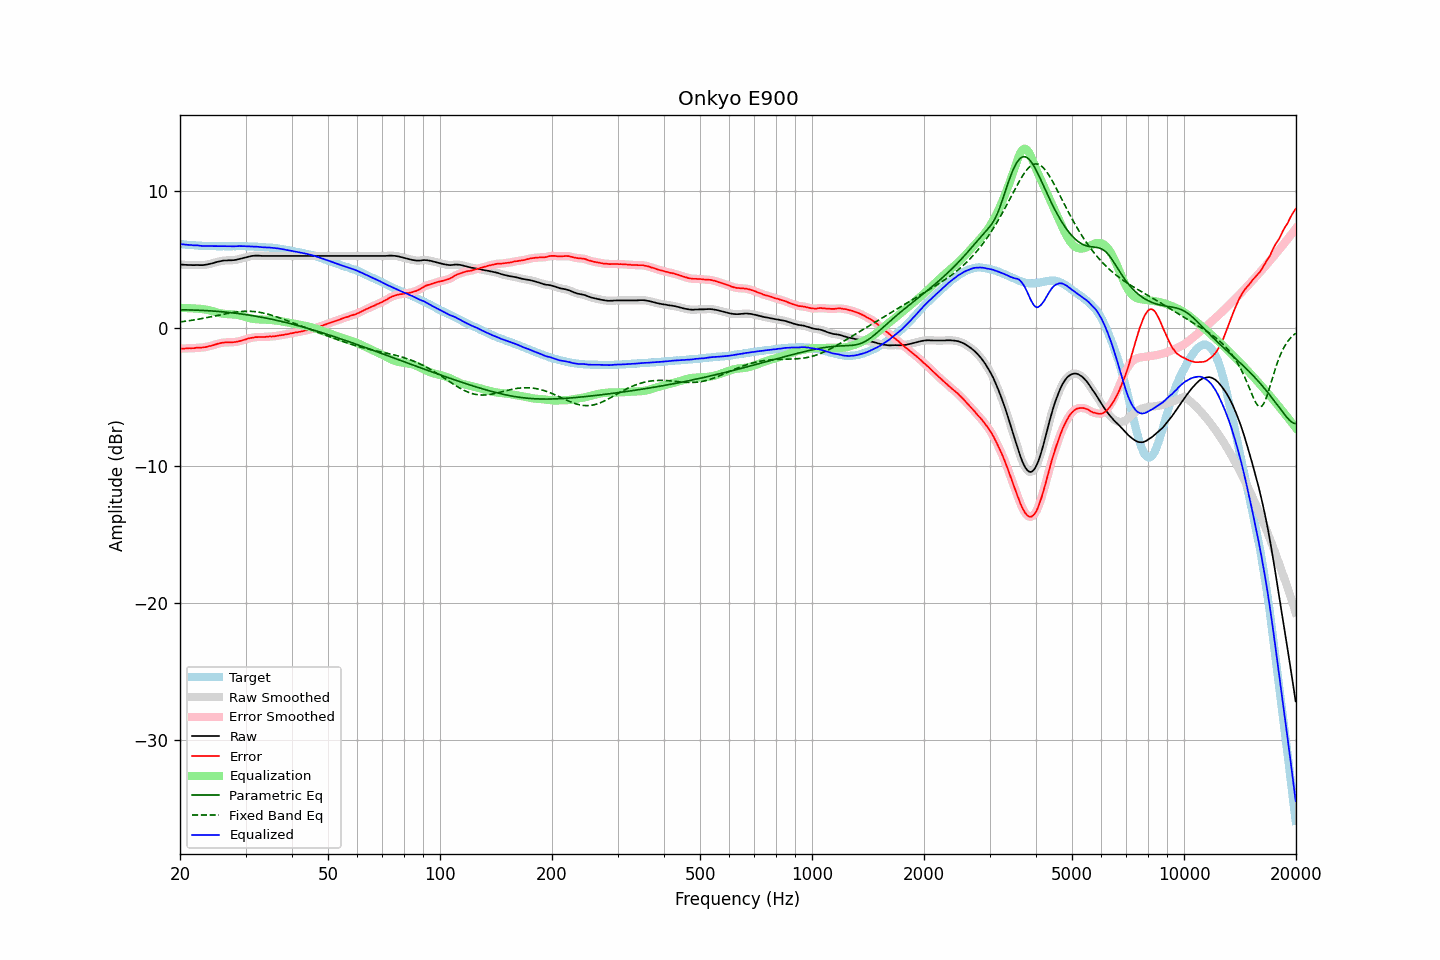 Onkyo E900
Amplitude (dBr)
10
0
−10
−20
−30
Target
Raw Smoothed
Error Smoothed
Raw
Error
Equalization
Parametric Eq
Fixed Band Eq
Equalized
20 50 100 200 500 1000 2000 5000 10000 20000
Frequency (Hz)